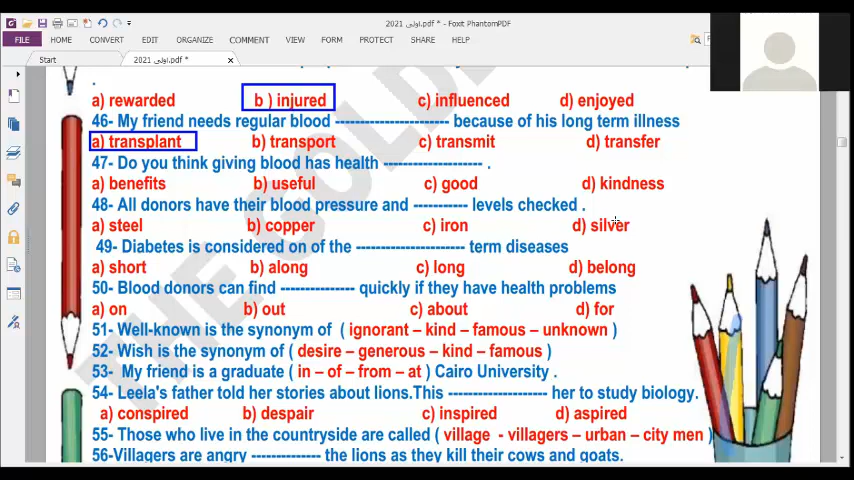 2021 اولى.pdf * - Foxit PhantomPDF
FILE HOME CONVERT EDIT ORGANIZE COMMENT VIEW FORM PROTECT SHARE HELP
Start 2021 اولى.pdf *
.
a) rewarded b ) injured c) influenced d) enjoyed
46- My friend needs regular blood ---------------------- because of his long term illness
a) transplant b) transport c) transmit d) transfer
47- Do you think giving blood has health ------------------- .
a) benefits b) useful c) good d) kindness
48- All donors have their blood pressure and ----------- levels checked .
a) steel b) copper c) iron d) silver
49- Diabetes is considered on of the --------------------- term diseases
a) short b) along c) long d) belong
50- Blood donors can find --------------- quickly if they have health problems
a) on b) out c) about d) for
51- Well-known is the synonym of ( ignorant – kind – famous – unknown )
52- Wish is the synonym of ( desire – generous – kind – famous )
53- My friend is a graduate ( in – of – from – at ) Cairo University .
54- Leela's father told her stories about lions.This ------------------- her to study biology.
a) conspired b) despair c) inspired d) aspired
55- Those who live in the countryside are called ( village - villagers – urban – city men )
56-Villagers are angry --------------- the lions as they kill their cows and goats.
THE GOLDE